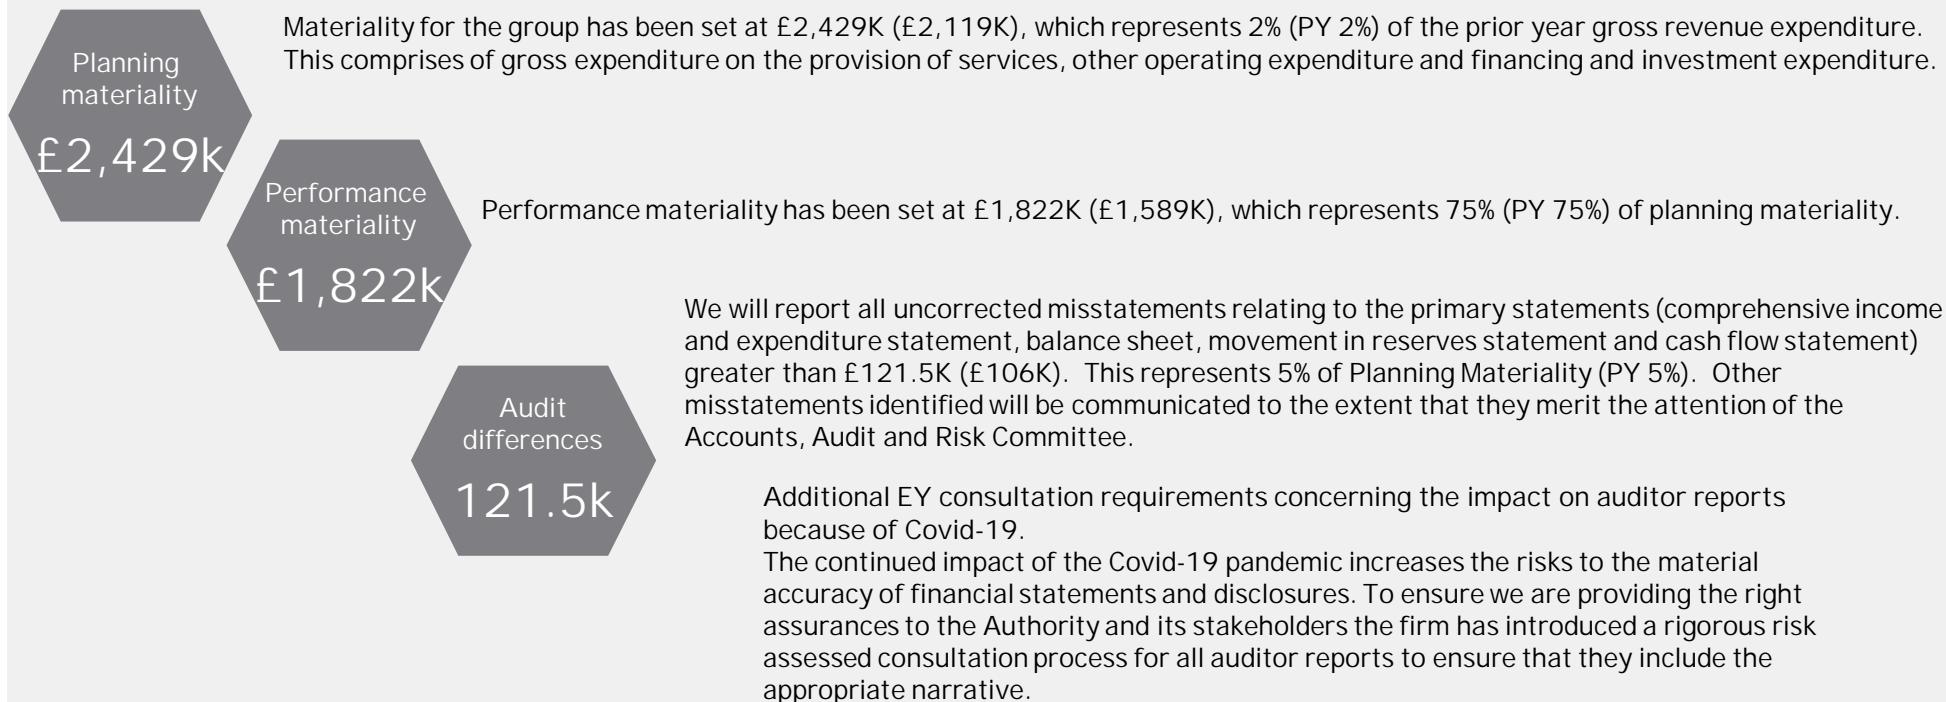 Planning
materiality
£2,429k
Materiality for the group has been set at £2,429K (£2,119K), which represents 2% (PY 2%) of the prior year gross revenue expenditure.
This comprises of gross expenditure on the provision of services, other operating expenditure and financing and investment expenditure.
Performance
materiality
£1,822k
Performance materiality has been set at £1,822K (£1,589K), which represents 75% (PY 75%) of planning materiality.
Audit
differences
121.5k
We will report all uncorrected misstatements relating to the primary statements (comprehensive income
and expenditure statement, balance sheet, movement in reserves statement and cash flow statement)
greater than £121.5K (£106K). This represents 5% of Planning Materiality (PY 5%). Other
misstatements identified will be communicated to the extent that they merit the attention of the
Accounts, Audit and Risk Committee.
Additional EY consultation requirements concerning the impact on auditor reports
because of Covid-19.
The continued impact of the Covid-19 pandemic increases the risks to the material
accuracy of financial statements and disclosures. To ensure we are providing the right
assurances to the Authority and its stakeholders the firm has introduced a rigorous risk
assessed consultation process for all auditor reports to ensure that they include the
appropriate narrative.